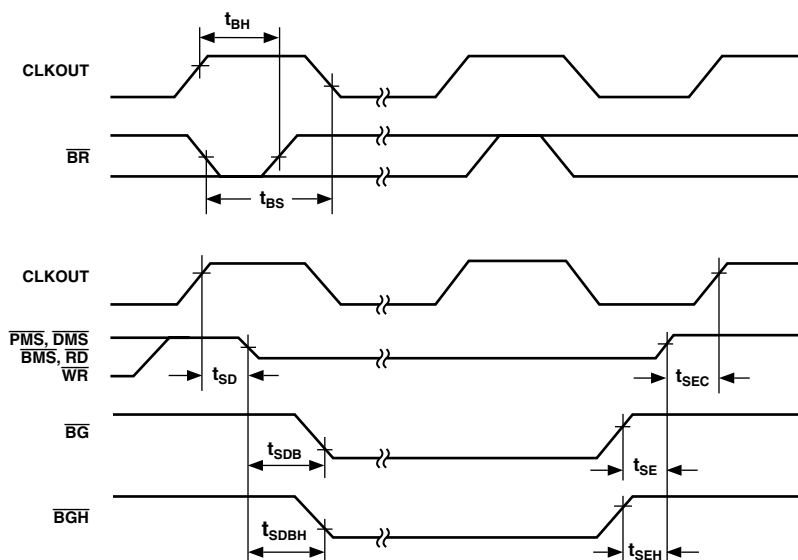 tBH
CLKOUT
BR
tBS
CLKOUT
PMS, DMS
BMS, RD
WR
tSD
tSEC
BG
tSDB
tSE
BGH
tSDBH
tSEH